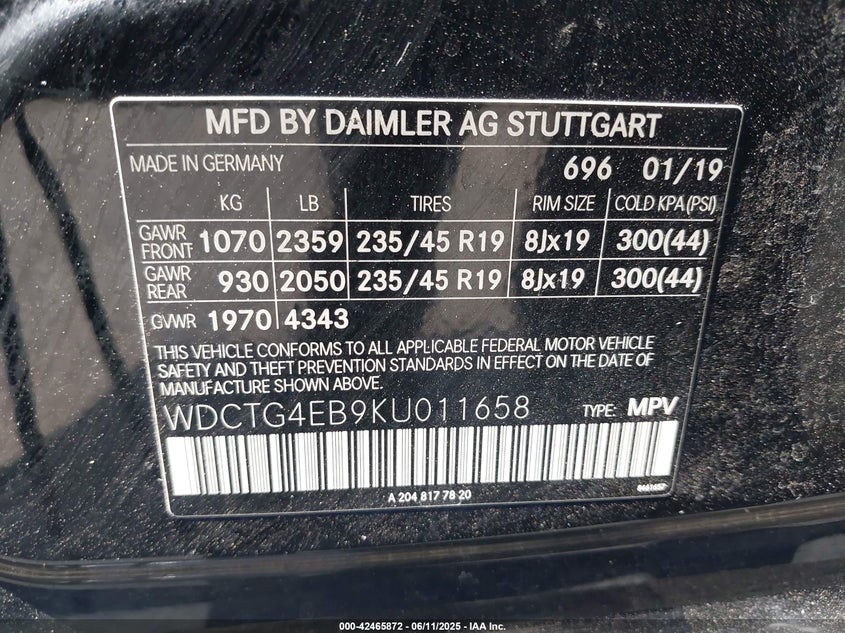 MFD BY DAIMLER AG STUTTGART
MADE IN GERMANY 696 01/19
KG LB TIRES RIM SIZE COLD KPA (PSI)
GAWR FRONT 1070 2359 235/45 R19 8Jx19 300(44)
GAWR REAR 930 2050 235/45 R19 8Jx19 300(44)
GVWR 1970 4343
THIS VEHICLE CONFORMS TO ALL APPLICABLE FEDERAL MOTOR VEHICLE
SAFETY AND THEFT PREVENTION STANDARDS IN EFFECT ON THE DATE OF
MANUFACTURE SHOWN ABOVE.
WDCTG4EB9KU011658 TYPE: MPV
A 204 817 78 20
000-42465872 - 06/11/2025 - IAA Inc.